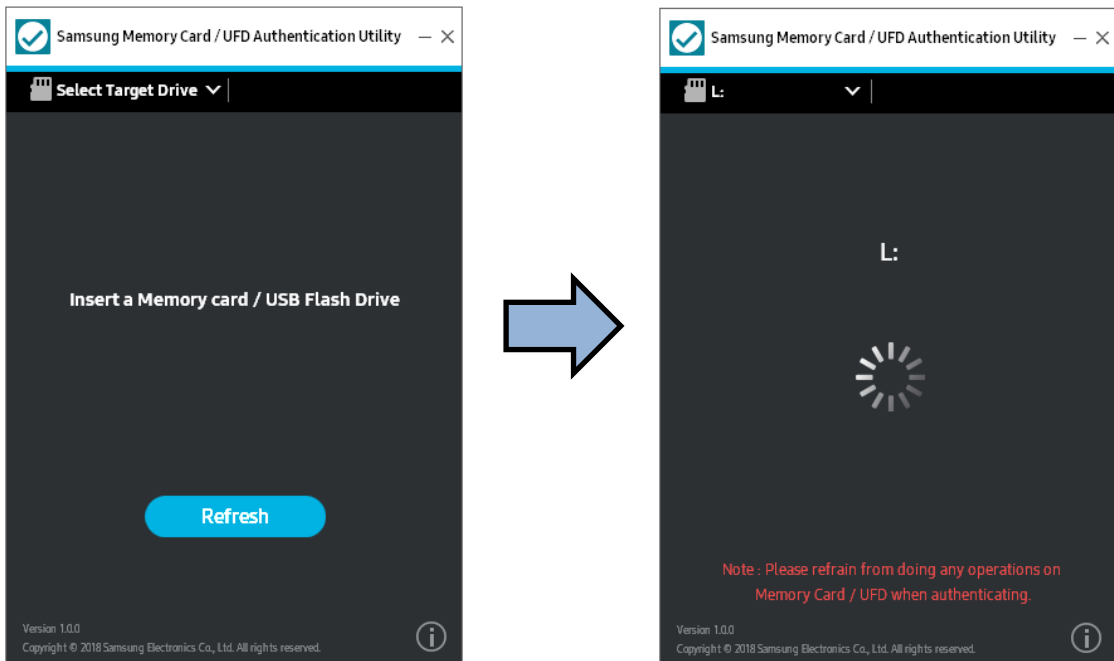 Samsung Memory Card / UFD Authentication Utility
Select Target Drive
Insert a Memory card / USB Flash Drive
Refresh
Version 1.0.0
Copyright © 2018 Samsung Electronics Co., Ltd. All rights reserved.
Samsung Memory Card / UFD Authentication Utility
L:
L:
Note : Please refrain from doing any operations on
Memory Card / UFD when authenticating.
Version 1.0.0
Copyright © 2018 Samsung Electronics Co., Ltd. All rights reserved.